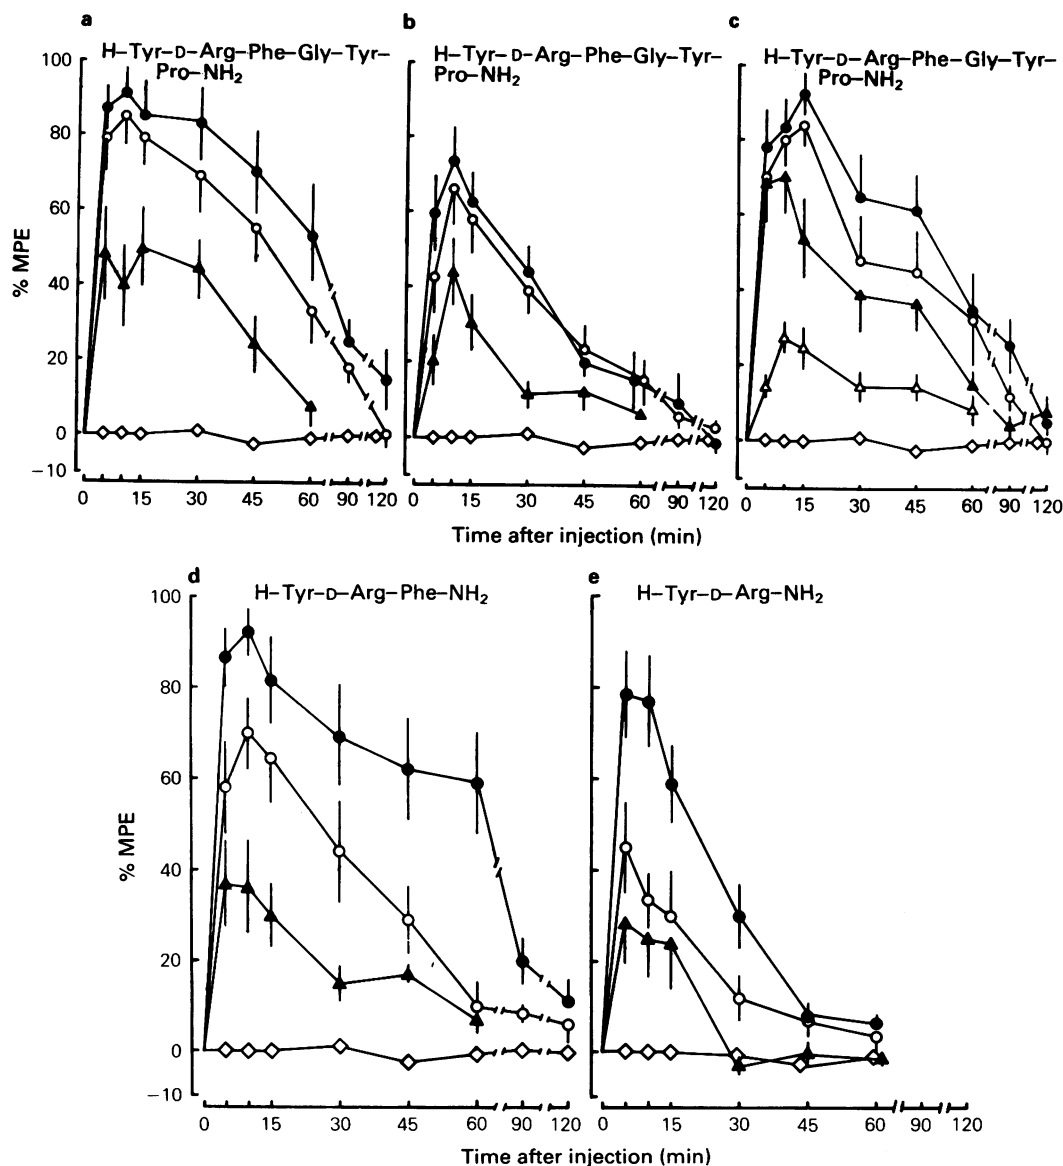 a
H–Tyr–D–Arg–Phe–Gly–Tyr–
Pro–NH2
b
H–Tyr–D–Arg–Phe–Gly–Tyr–
Pro–NH2
c
H–Tyr–D–Arg–Phe–Gly–Tyr–
Pro–NH2
% MPE
100
80
60
40
20
0
−10
0 15 30 45 60 90 120
0 15 30 45 60 90 120
0 15 30 45 60 90 120
Time after injection (min)
d
H–Tyr–D–Arg–Phe–NH2
e
H–Tyr–D–Arg–NH2
% MPE
100
80
60
40
20
0
−10
0 15 30 45 60 90 120
0 15 30 45 60 90 120
Time after injection (min)